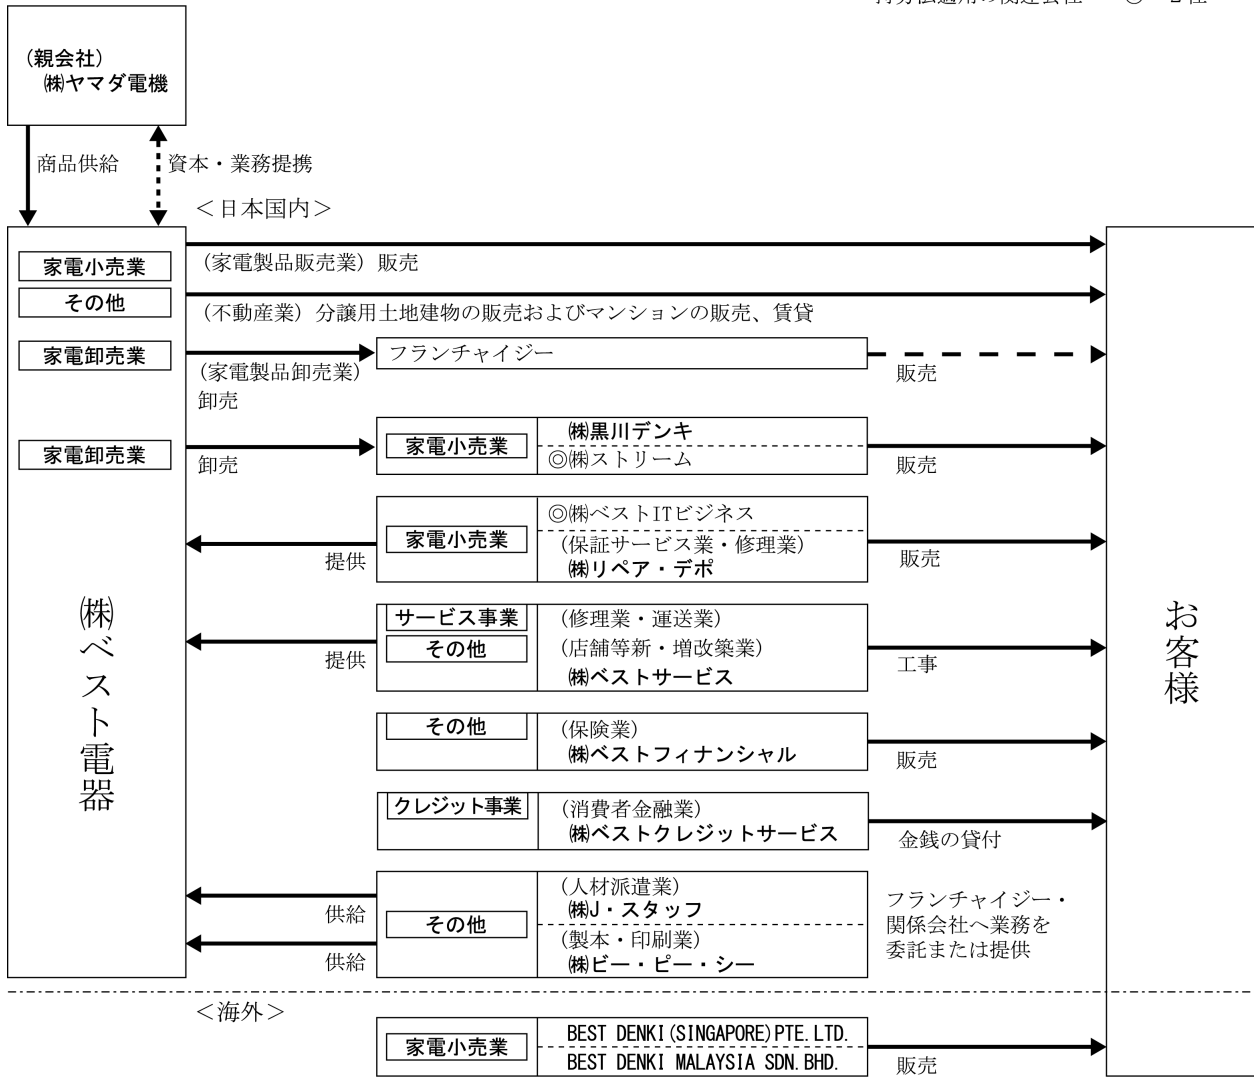 (親会社)
㈱ヤマダ電機
商品供給
資本・業務提携
＜日本国内＞
家電小売業
(家電製品販売業) 販売
その他
(不動産業) 分譲用土地建物の販売およびマンションの販売、賃貸
家電卸売業
(家電製品卸売業)
卸売
フランチャイジー
販売
家電卸売業
卸売
家電小売業
㈱黒川デンキ
◎㈱ストリーム
販売
提供
家電小売業
◎㈱ベストITビジネス
(保証サービス業・修理業)
㈱リペア・デポ
販売
㈱ベスト電器
お客様
提供
サービス事業
その他
(修理業・運送業)
(店舗等新・増改築業)
㈱ベストサービス
工事
その他
(保険業)
㈱ベストフィナンシャル
販売
クレジット事業
(消費者金融業)
㈱ベストクレジットサービス
金銭の貸付
供給
供給
その他
(人材派遣業)
㈱J・スタッフ
(製本・印刷業)
㈱ビー・ピー・シー
フランチャイジー・
関係会社へ業務を
委託または提供
＜海外＞
家電小売業
BEST DENKI(SINGAPORE)PTE.LTD.
BEST DENKI MALAYSIA SDN.BHD.
販売